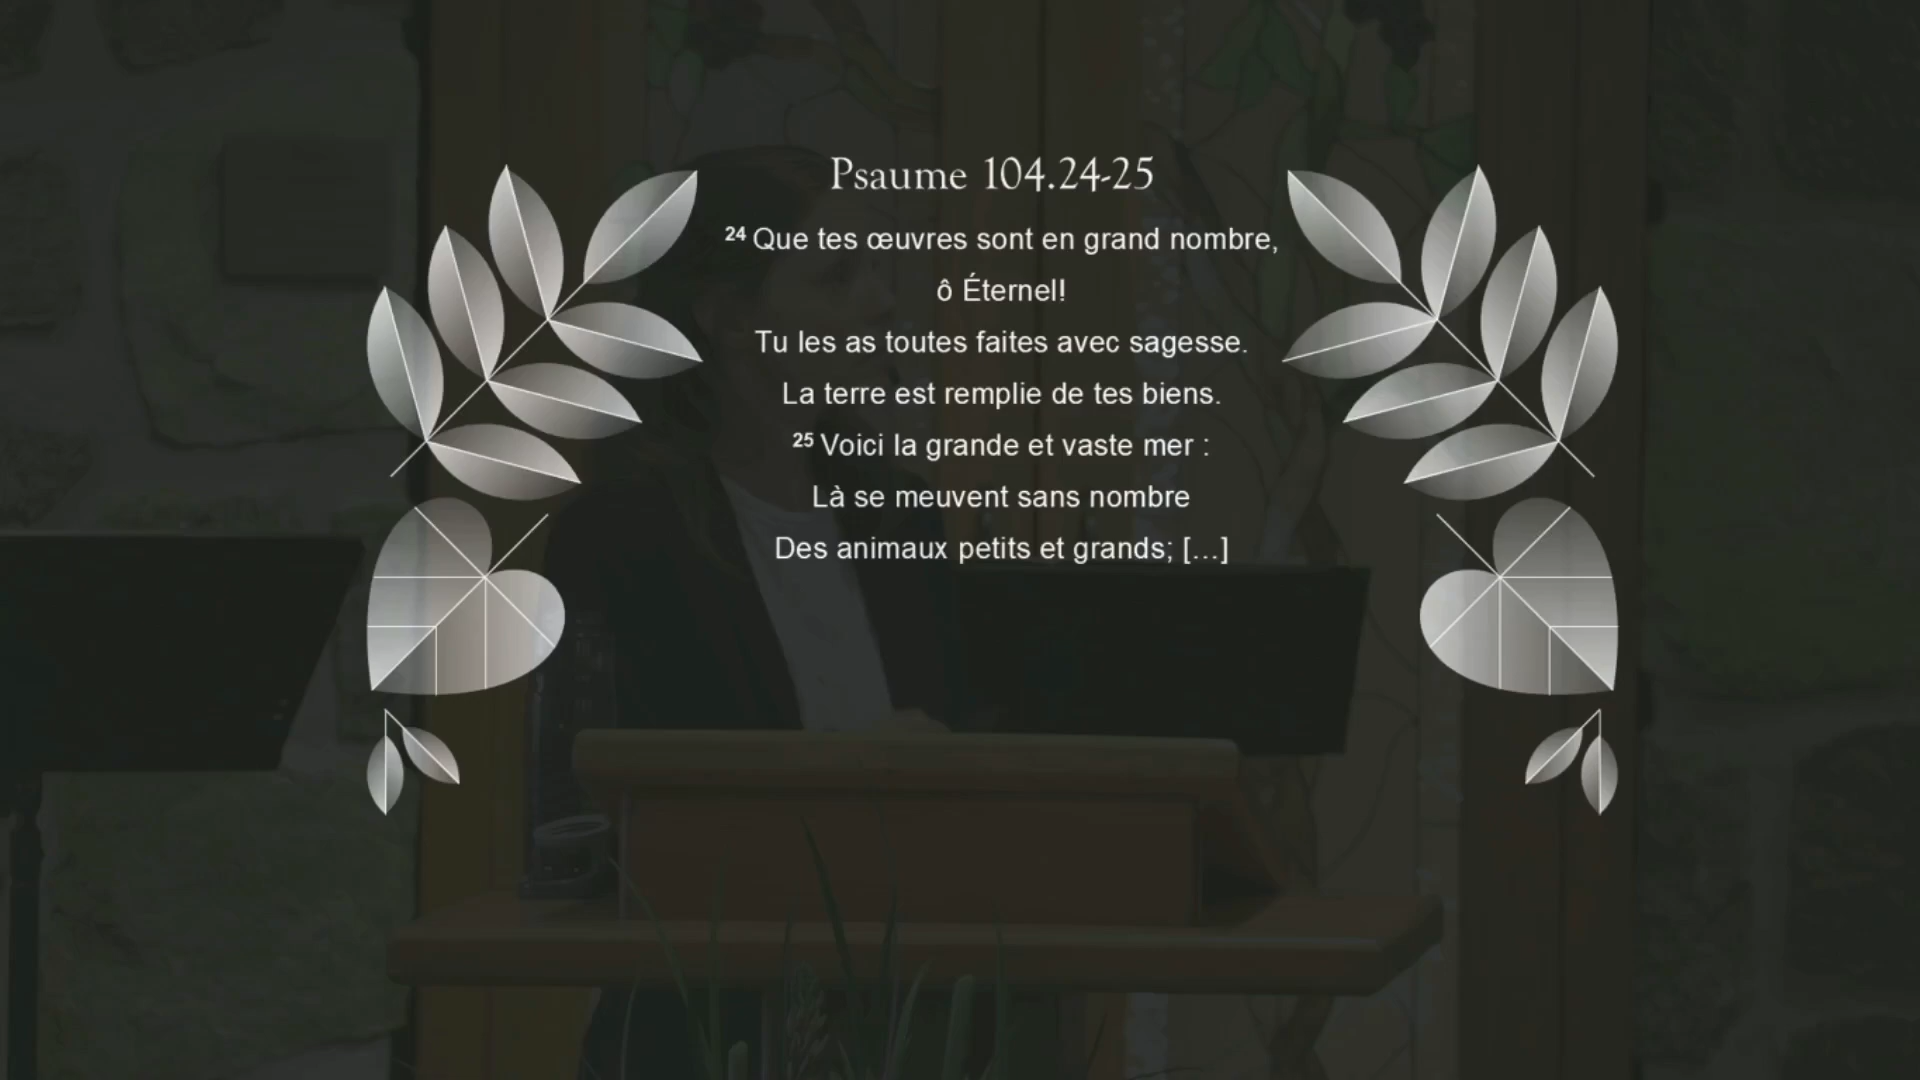 Psaume 104.24-25
24 Que tes œuvres sont en grand nombre,
ô Éternel!
Tu les as toutes faites avec sagesse.
La terre est remplie de tes biens.
25 Voici la grande et vaste mer :
Là se meuvent sans nombre
Des animaux petits et grands; […]